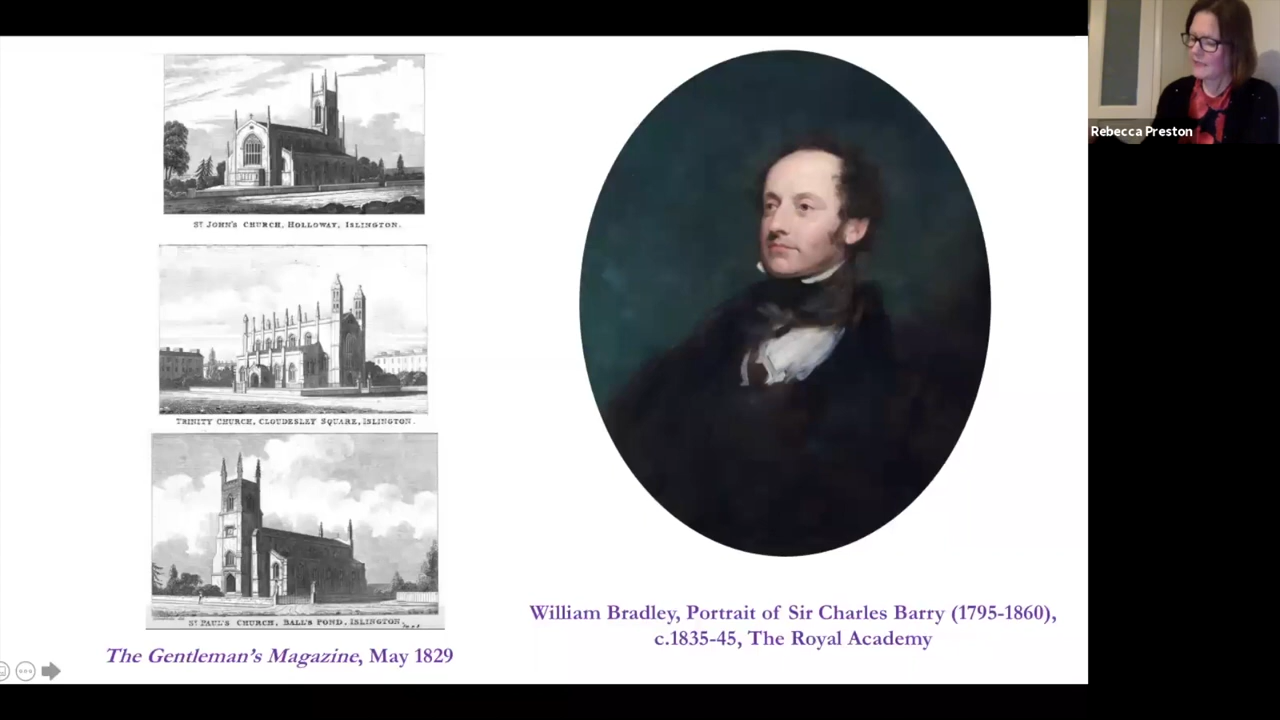 ST JOHN'S CHURCH, HOLLOWAY, ISLINGTON.
TRINITY CHURCH, CLOUDESLEY SQUARE, ISLINGTON.
ST PAUL'S CHURCH, BALL'S POND, ISLINGTON.
The Gentleman's Magazine, May 1829
William Bradley, Portrait of Sir Charles Barry (1795-1860),
c.1835-45, The Royal Academy
Rebecca Preston